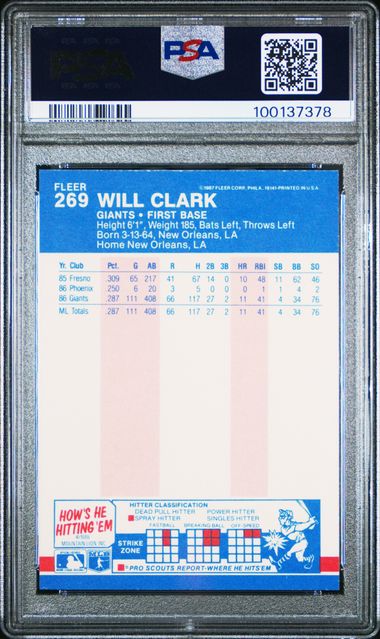 PSA
100137378
FLEER
269 WILL CLARK
©1987 FLEER CORP., PHILA., 19141-PRINTED IN U.S.A.
GIANTS • FIRST BASE
Height 6'1", Weight 185, Bats Left, Throws Left
Born 3-13-64, New Orleans, LA
Home New Orleans, LA
Yr. Club Pct. G AB R H 2B 3B HR RBI SB BB SO
85 Fresno .309 65 217 41 67 14 0 10 48 11 62 46
86 Phoenix .250 6 20 3 5 0 0 0 1 1 4 2
86 Giants .287 111 408 66 117 27 2 11 41 4 34 76
ML Totals .287 111 408 66 117 27 2 11 41 4 34 76
HOW'S HE
HITTING 'EM
MOUNTAIN LION INC.
HITTER CLASSIFICATION
DEAD PULL HITTER POWER HITTER
SPRAY HITTER SINGLES HITTER
FASTBALL BREAKING BALL OFF-SPEED
STRIKE
ZONE
PRO SCOUTS REPORT-WHERE HE HITS'EM